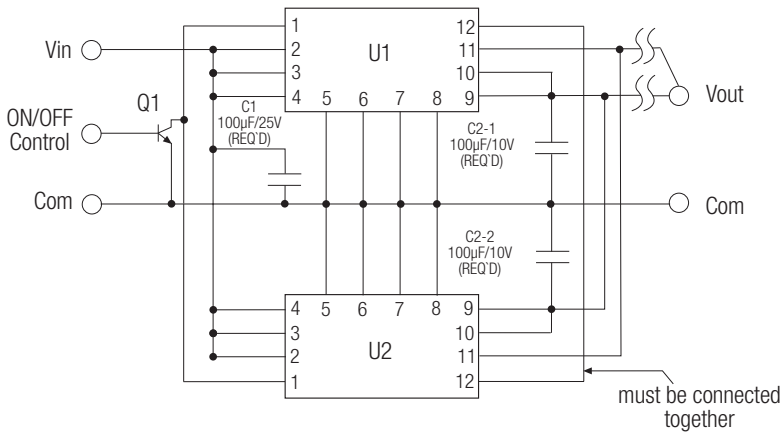 1
2
3
4
5 6 7 8
U1
12
11
10
9
Vin
Q1
ON/OFF
Control
Com
C1
100µF/25V
(REQ`D)
C2-1
100µF/10V
(REQ`D)
Vout
Com
C2-2
100µF/10V
(REQ`D)
4
3
2
1
5 6 7 8
U2
9
10
11
12
must be connected
together